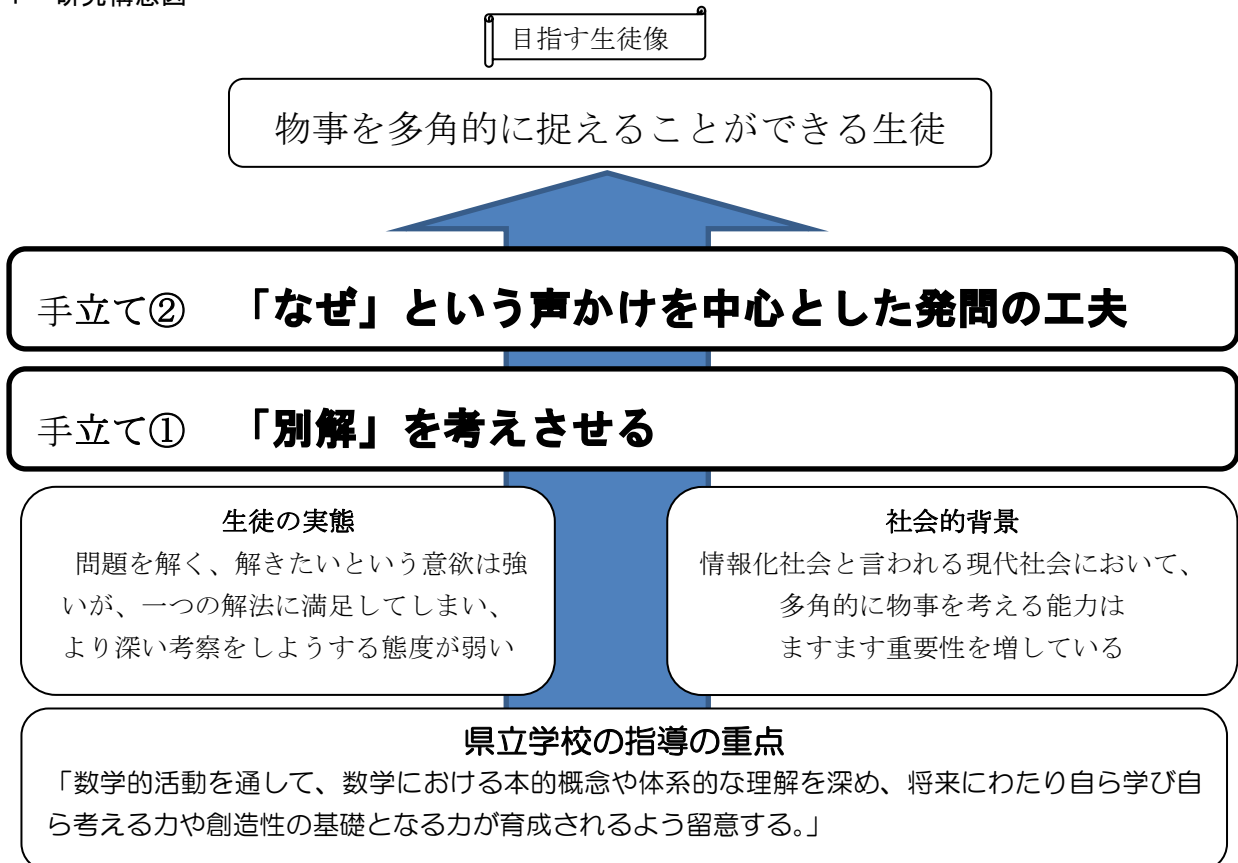 目指す生徒像
物事を多角的に捉えることができる生徒
手立て② 「なぜ」という声かけを中心とした発問の工夫
手立て① 「別解」を考えさせる
生徒の実態
問題を解く、解きたいという意欲は強
いが、一つの解法に満足してしまい、
より深い考察をしようする態度が弱い
社会的背景
情報化社会と言われる現代社会において、
多角的に物事を考える能力は
ますます重要性を増している
県立学校の指導の重点
「数学的活動を通して、数学における本的概念や体系的な理解を深め、将来にわたり自ら学び自
ら考える力や創造性の基礎となる力が育成されるよう留意する。」